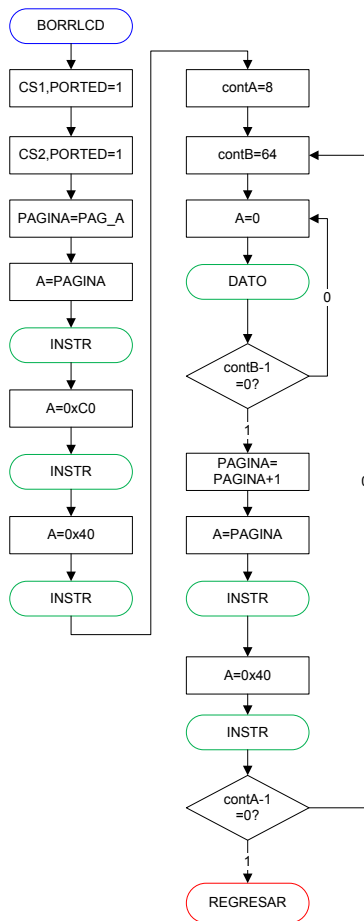 BORRLCD
CS1,PORTED=1
CS2,PORTED=1
PAGINA=PAG_A
A=PAGINA
INSTR
A=0xC0
INSTR
A=0x40
INSTR
contA=8
contB=64
A=0
DATO
0
contB-1
=0?
1
PAGINA=
PAGINA+1
A=PAGINA
INSTR
A=0x40
INSTR
contA-1
=0?
0
1
REGRESAR